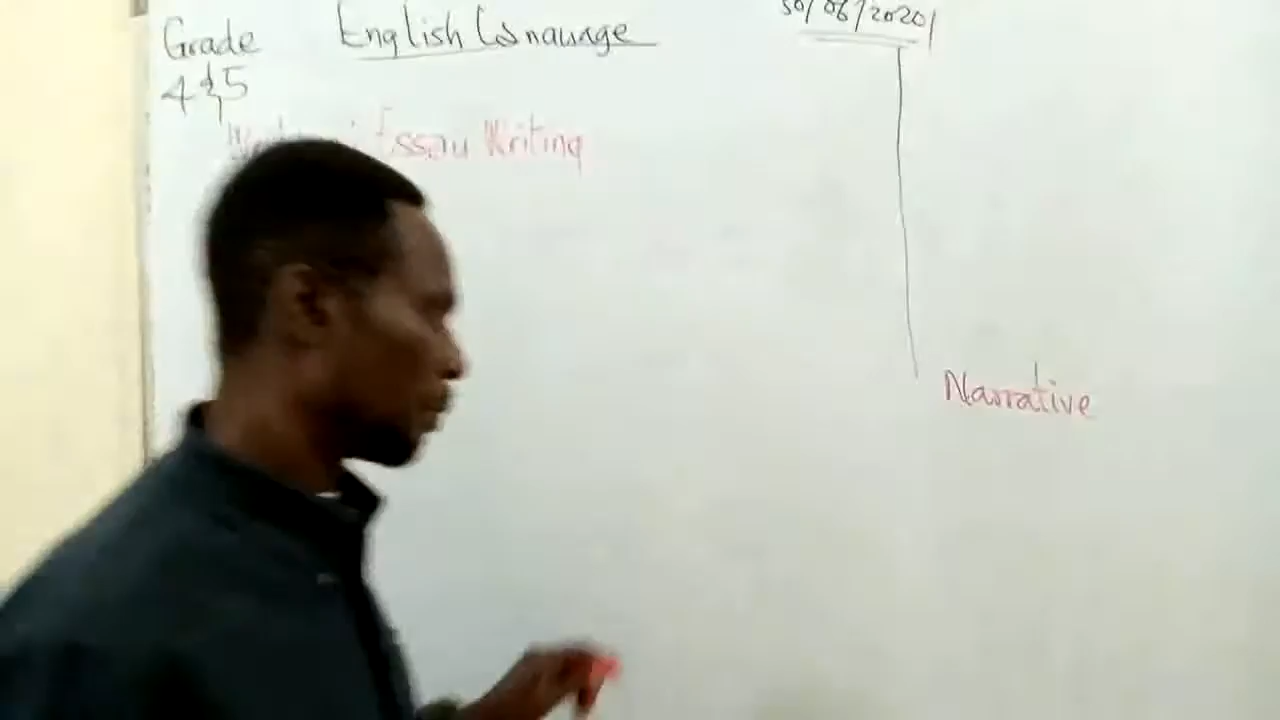 Grade
4 & 5
English Language
30/06/2020
Essay Writing
Narrative